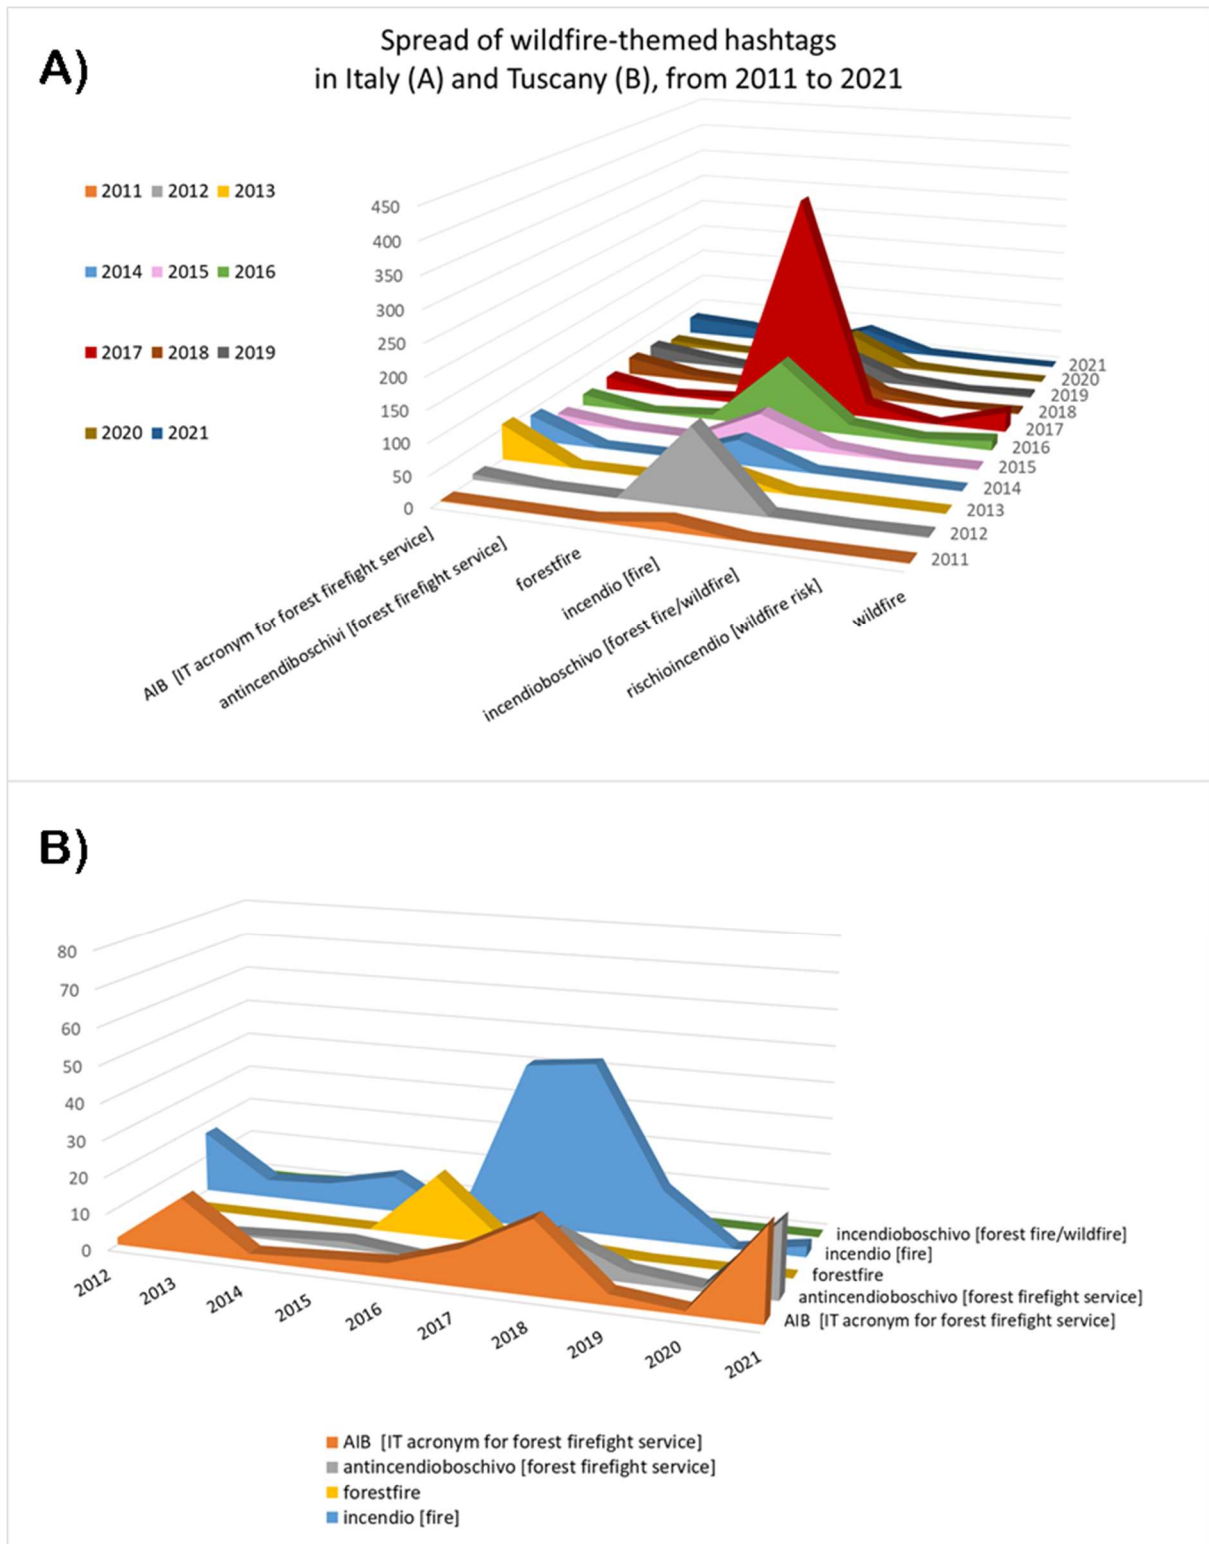 A)
Spread of wildfire-themed hashtags
in Italy (A) and Tuscany (B), from 2011 to 2021
2011 2012 2013
2014 2015 2016
2017 2018 2019
2020 2021
450
400
350
300
250
200
150
100
50
0
2021
2020
2019
2018
2017
2016
2015
2014
2013
2012
2011
AIB [IT acronym for forest firefight service]
antincendiboschivi [forest firefight service]
forestfire
incendio [fire]
incendioboschivo [forest fire/wildfire]
rischioincendio [wildfire risk]
wildfire
B)
80
70
60
50
40
30
20
10
0
2012
2013
2014
2015
2016
2017
2018
2019
2020
2021
incendioboschivo [forest fire/wildfire]
incendio [fire]
forestfire
antincendioboschivo [forest firefight service]
AIB [IT acronym for forest firefight service]
AIB [IT acronym for forest firefight service]
antincendioboschivo [forest firefight service]
forestfire
incendio [fire]